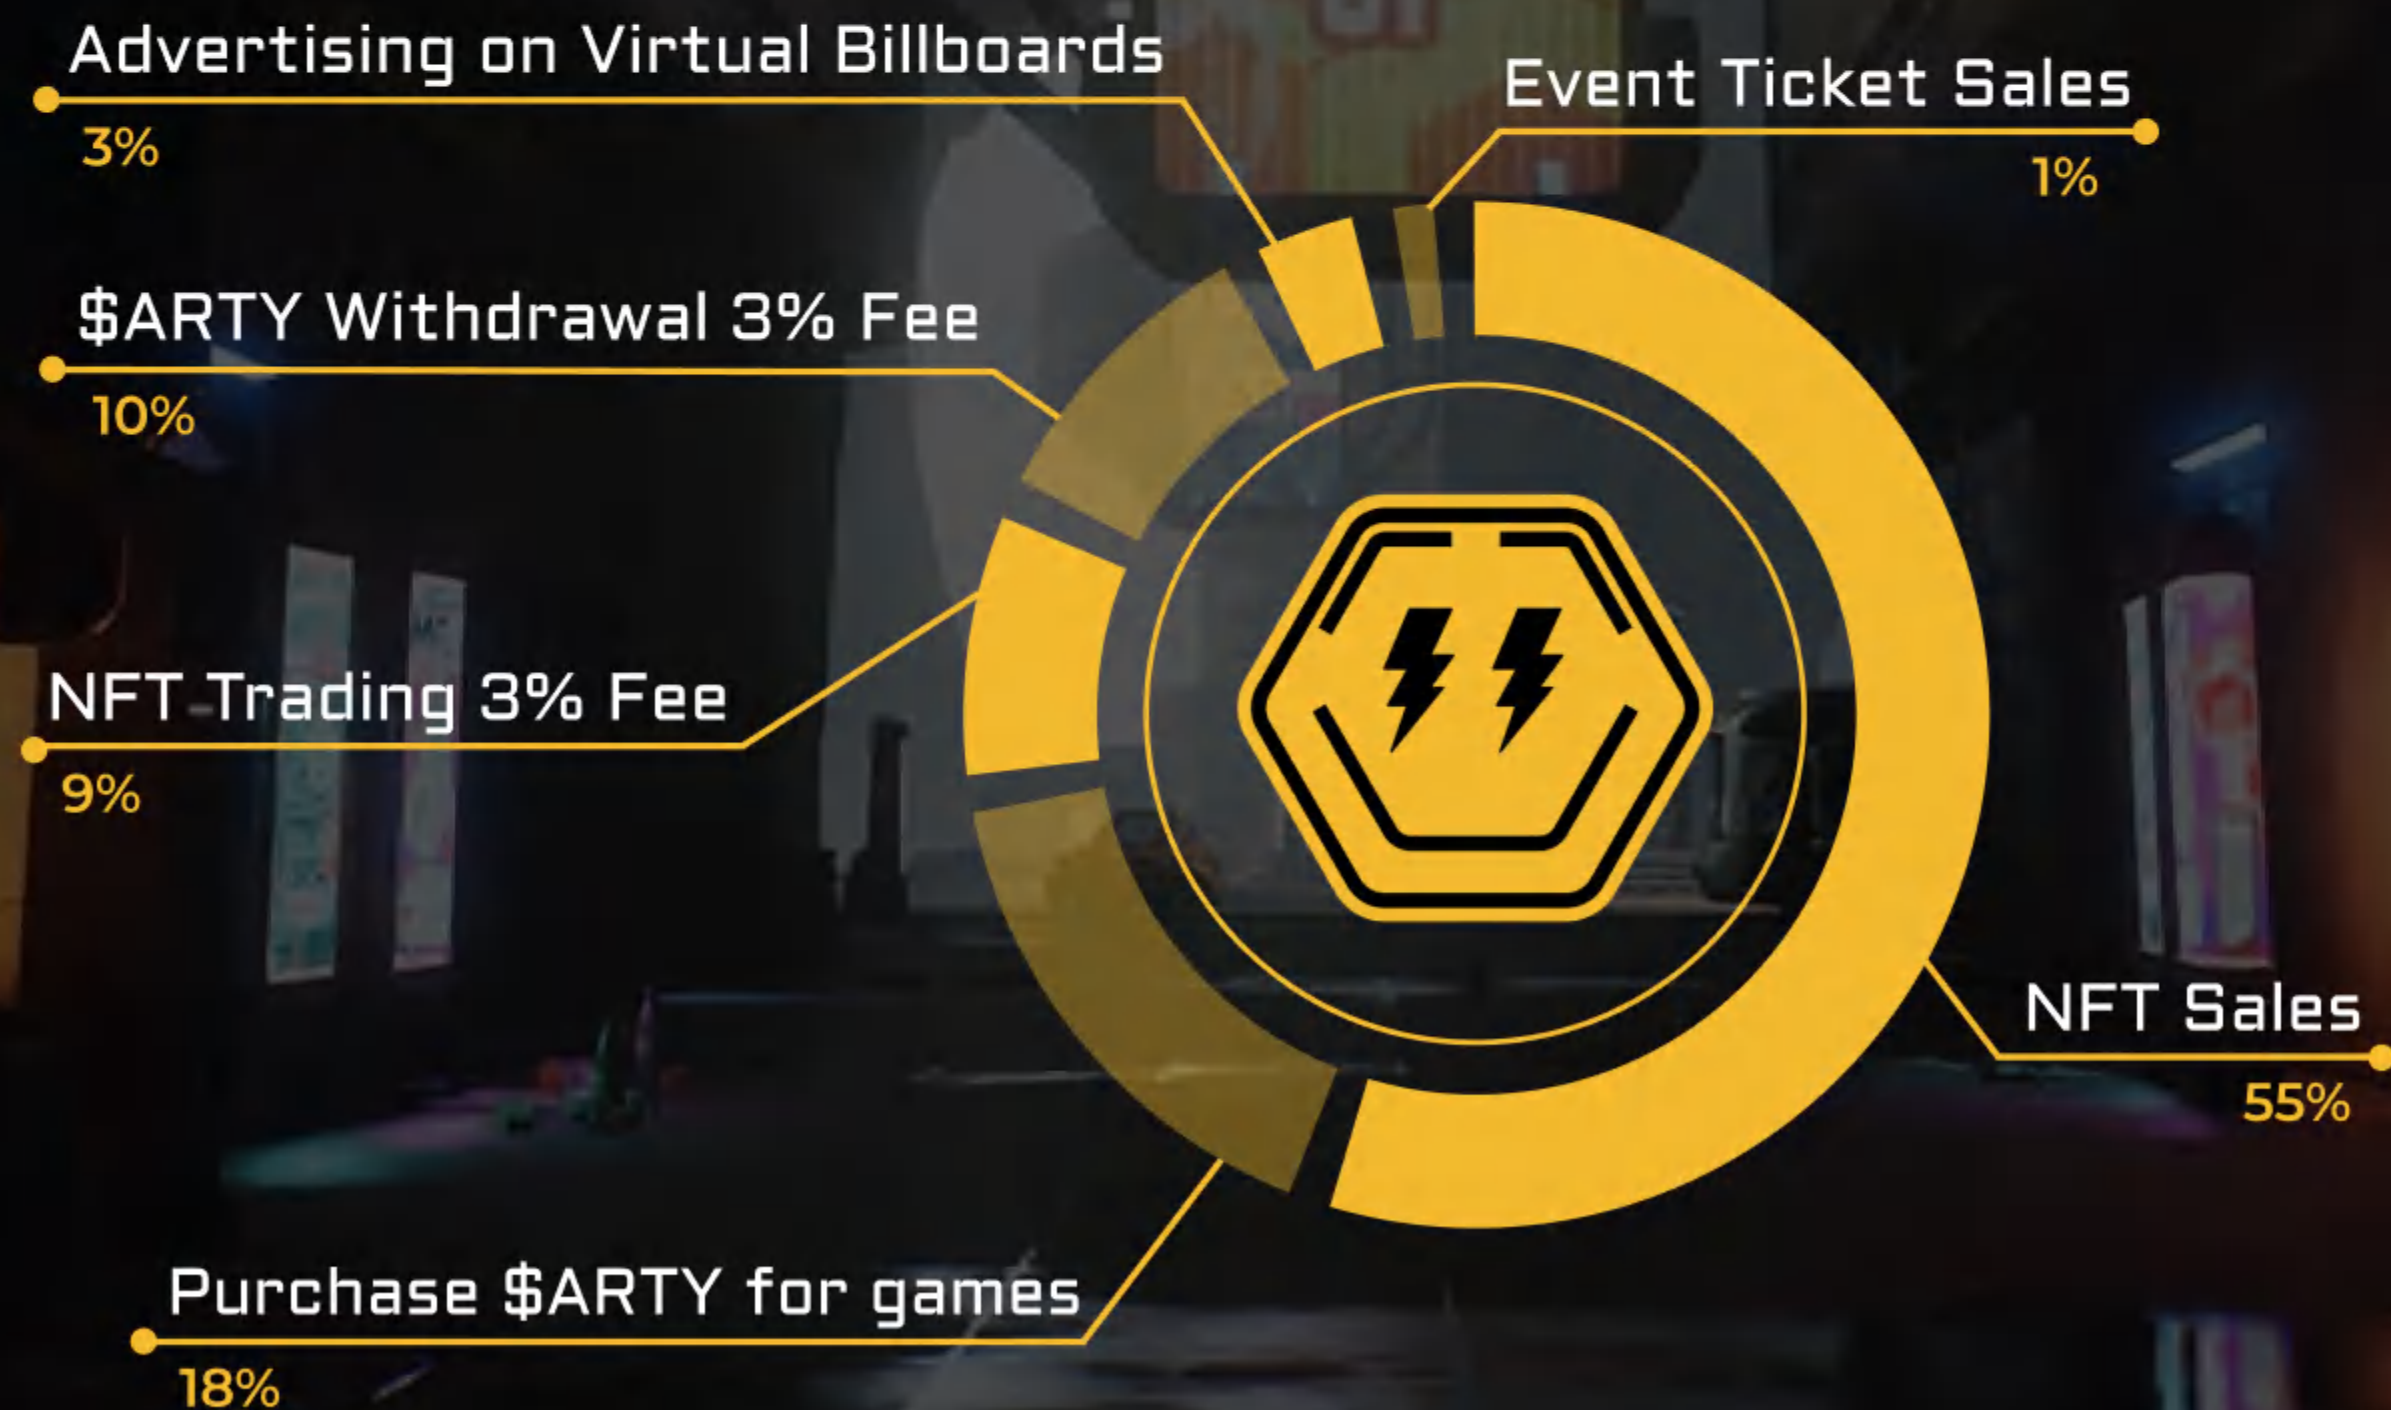 Advertising on Virtual Billboards
3%
Event Ticket Sales
1%
$ARTY Withdrawal 3% Fee
10%
NFT Trading 3% Fee
9%
NFT Sales
55%
Purchase $ARTY for games
18%